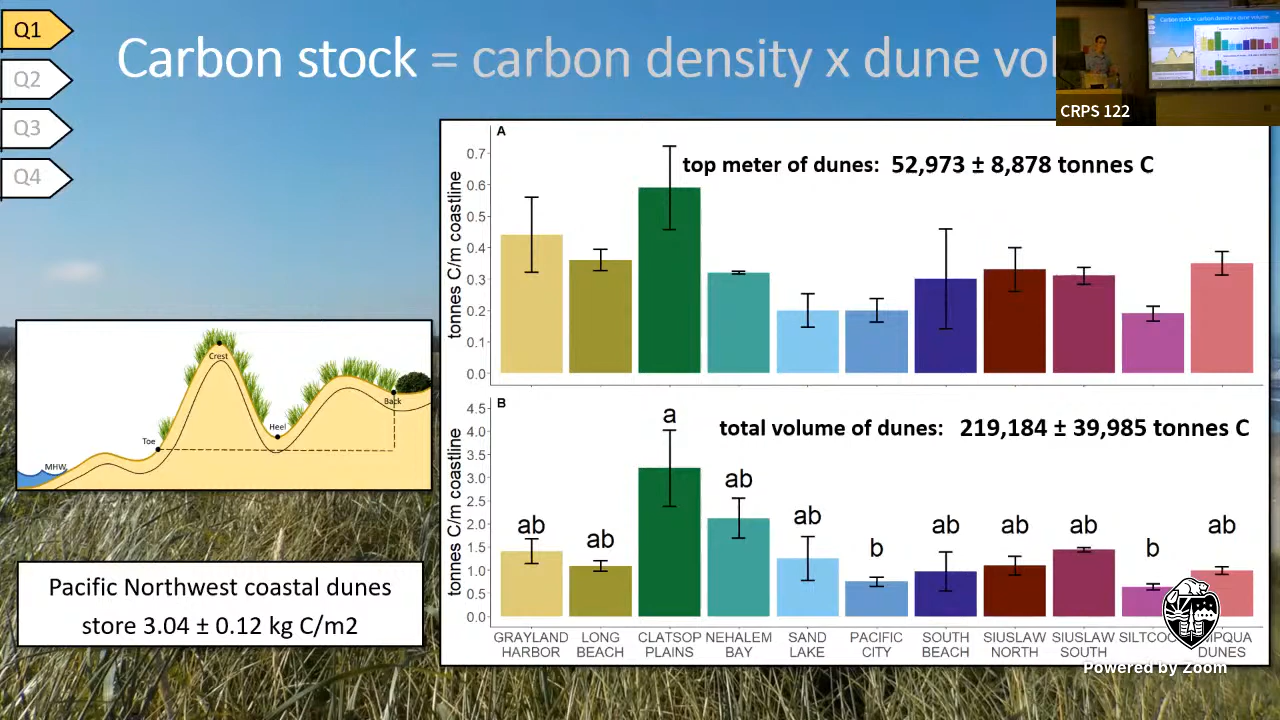 Q1
Q2
Q3
Q4
Carbon stock = carbon density x dune
CRPS 122
A
top meter of dunes: 52,973 ± 8,878 tonnes C
tonnes C/m coastline
0.7
0.6
0.5
0.4
0.3
0.2
0.1
0.0
B
total volume of dunes: 219,184 ± 39,985 tonnes C
tonnes C/m coastline
4.5
4.0
3.5
3.0
2.5
2.0
1.5
1.0
0.5
0.0
ab
ab
a
ab
ab
b
ab
ab
ab
b
ab
GRAYLAND HARBOR
LONG BEACH
CLATSOP PLAINS
NEHALEM BAY
SAND LAKE
PACIFIC CITY
SOUTH BEACH
SIUSLAW NORTH
SIUSLAW SOUTH
DUNES
Crest
Back
Heel
Toe
MHW
Pacific Northwest coastal dunes
store 3.04 ± 0.12 kg C/m2
Powered by Zoom